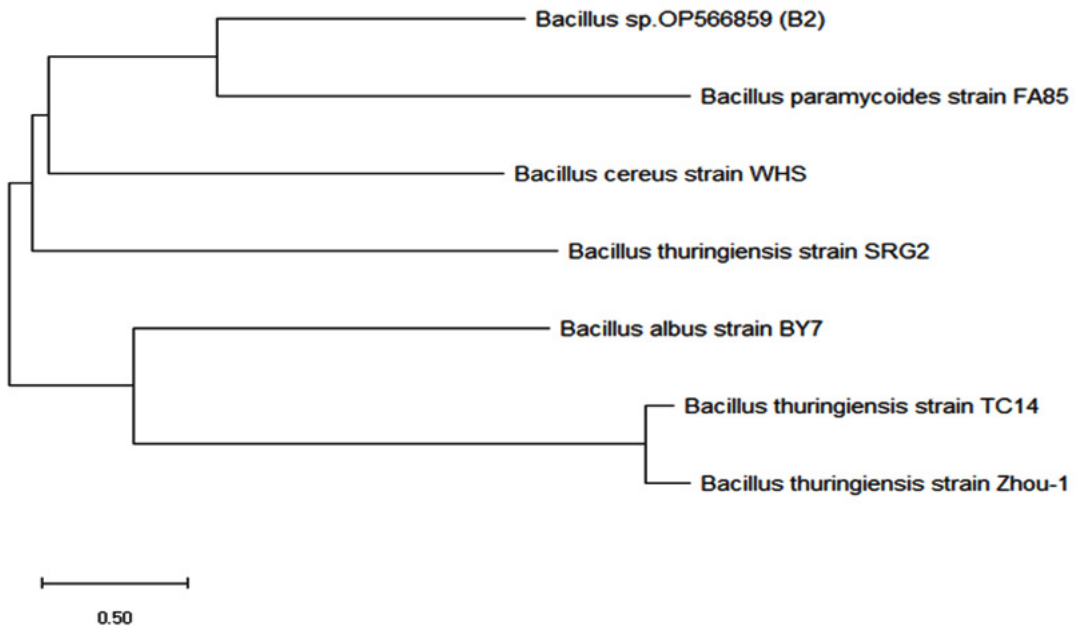 Bacillus sp.OP566859 (B2)
Bacillus paramycoides strain FA85
Bacillus cereus strain WHS
Bacillus thuringiensis strain SRG2
Bacillus albus strain BY7
Bacillus thuringiensis strain TC14
Bacillus thuringiensis strain Zhou-1
0.50